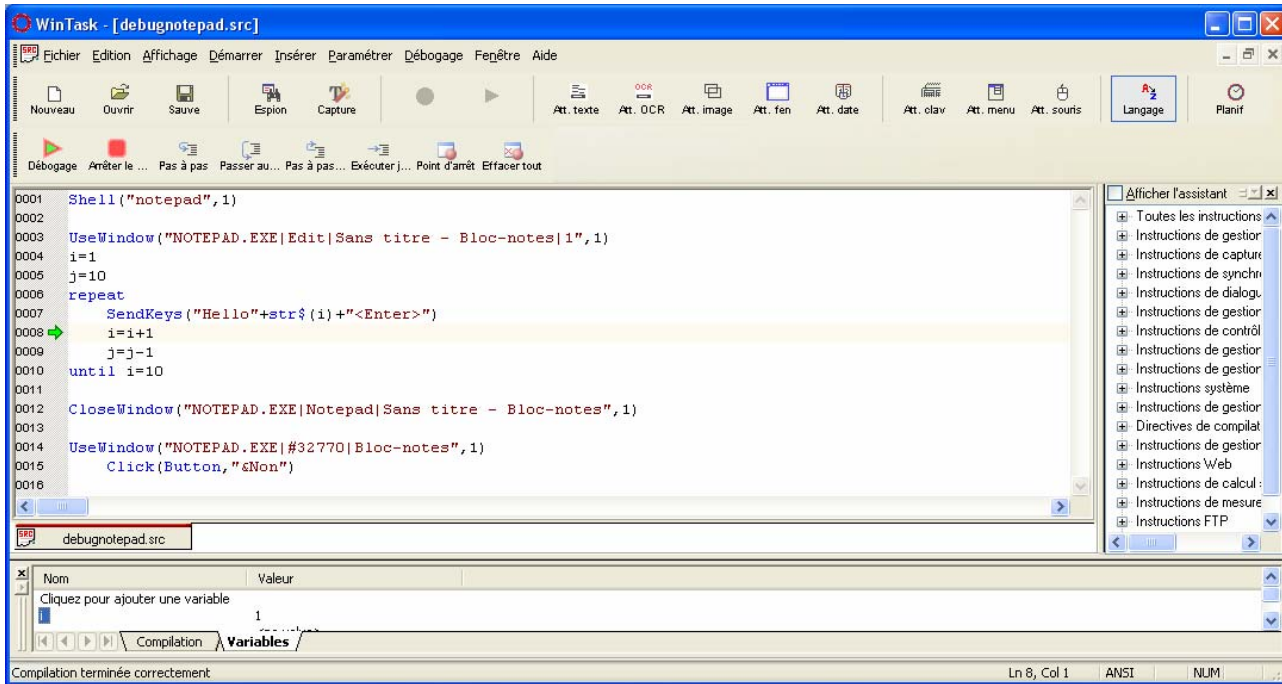 WinTask - [debugnotepad.src]
Fichier Edition Affichage Démarrer Insérer Paramétrer Débogage Fenêtre Aide
Nouveau Ouvrir Sauve Espion Capture Att. texte Att. OCR Att. image Att. fen Att. date Att. clav Att. menu Att. souris Langage Planif
Débogage Arrêter le ... Pas à pas Passer au... Pas à pas... Exécuter j... Point d'arrêt Effacer tout
0001 Shell("notepad",1)
0002
0003 UseWindow("NOTEPAD.EXE|Edit|Sans titre - Bloc-notes|1",1)
0004 i=1
0005 j=10
0006 repeat
0007 SendKeys("Hello"+str$(i)+"<Enter>")
0008 i=i+1
0009 j=j-1
0010 until i=10
0011
0012 CloseWindow("NOTEPAD.EXE|Notepad|Sans titre - Bloc-notes",1)
0013
0014 UseWindow("NOTEPAD.EXE|#32770|Bloc-notes",1)
0015 Click(Button,"&Non")
0016
Afficher l'assistant
Toutes les instructions
Instructions de gestior
Instructions de capture
Instructions de synchr
Instructions de dialogu
Instructions de gestior
Instructions de contrôl
Instructions de gestior
Instructions de gestior
Instructions système
Instructions de gestior
Directives de compilat
Instructions de gestior
Instructions Web
Instructions de calcul
Instructions de mesure
Instructions FTP
SRC debugnotepad.src
Nom Valeur
Cliquez pour ajouter une variable
i 1
Compilation Variables
Compilation terminée correctement Ln 8, Col 1 ANSI NUM